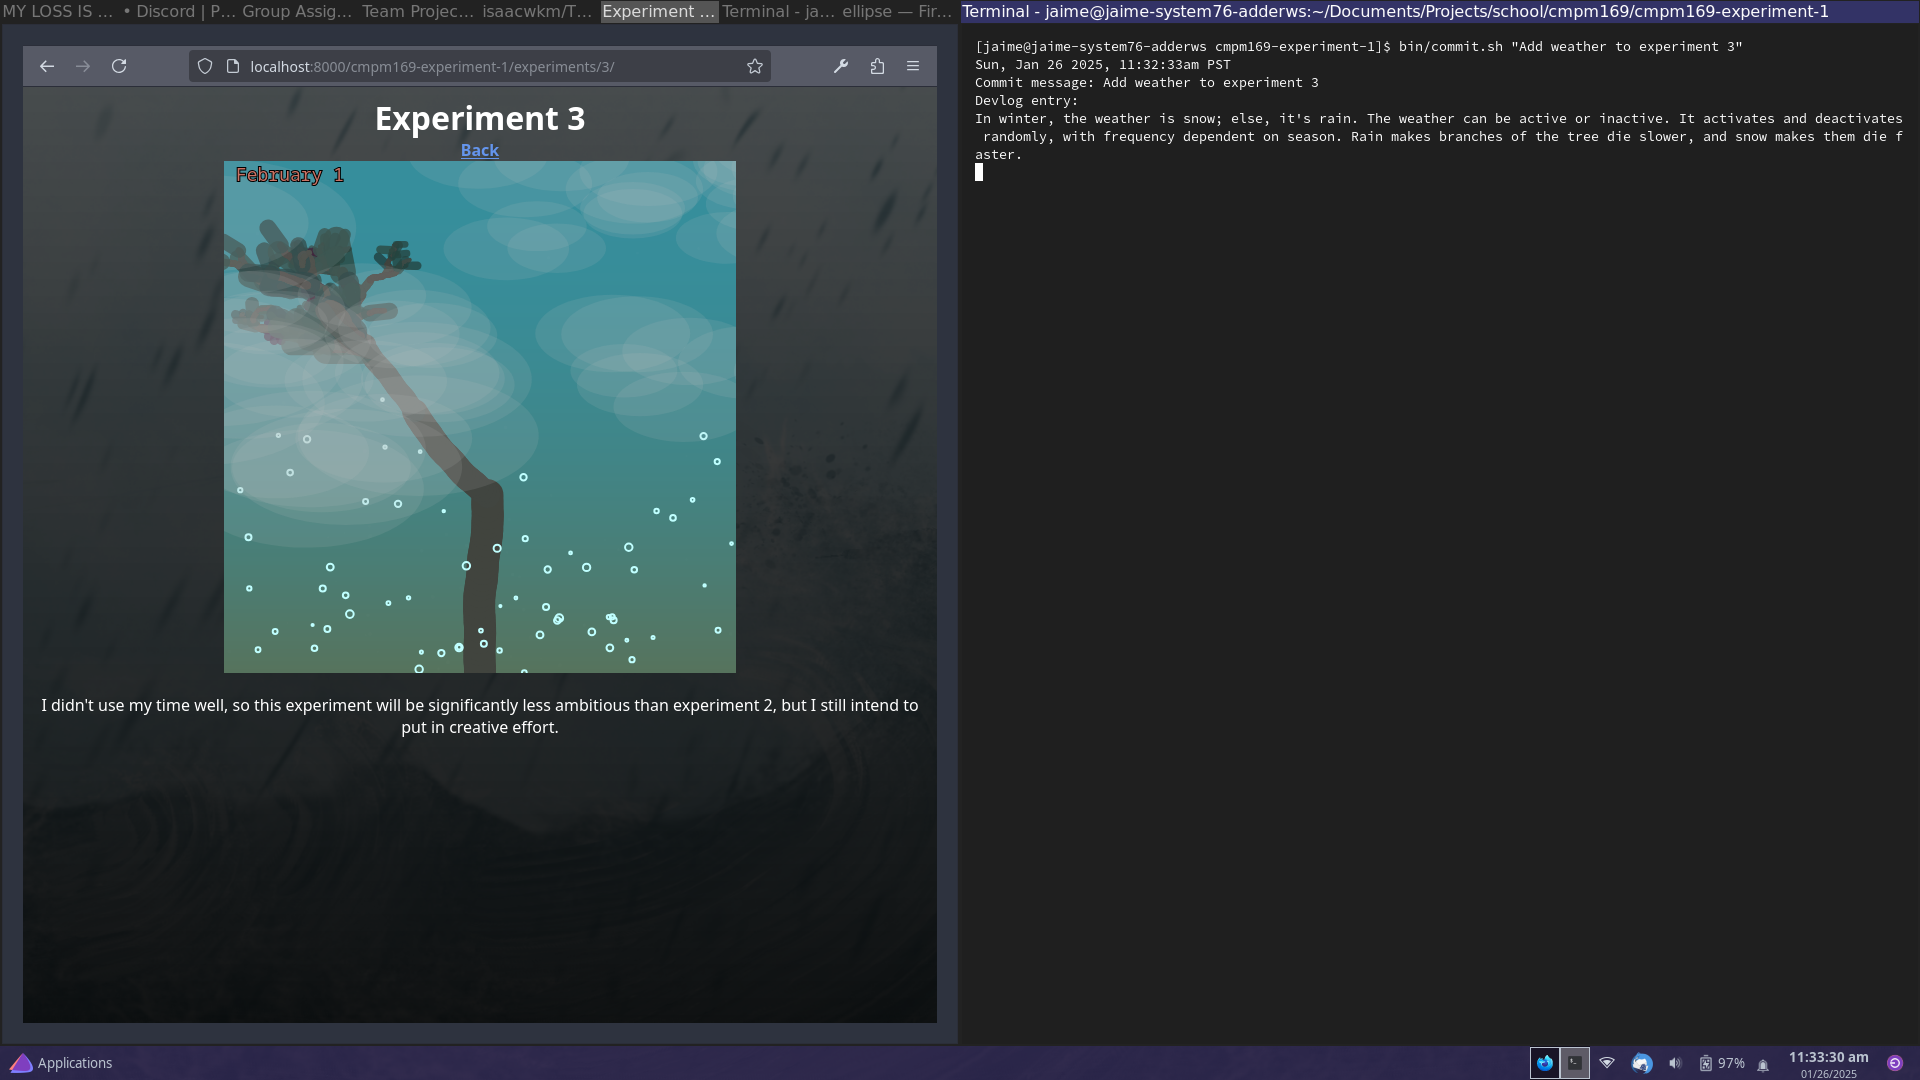 MY LOSS IS ...
• Discord | P...
Group Assig...
Team Projec...
isaacwkm/T...
Experiment ...
Terminal - ja...
ellipse — Fir...
Terminal - jaime@jaime-system76-adderws:~/Documents/Projects/school/cmpm169/cmpm169-experiment-1
localhost:8000/cmpm169-experiment-1/experiments/3/
Experiment 3
Back
February 1
I didn't use my time well, so this experiment will be significantly less ambitious than experiment 2, but I still intend to
put in creative effort.
[jaime@jaime-system76-adderws cmpm169-experiment-1]$ bin/commit.sh "Add weather to experiment 3"
Sun, Jan 26 2025, 11:32:33am PST
Commit message: Add weather to experiment 3
Devlog entry:
In winter, the weather is snow; else, it's rain. The weather can be active or inactive. It activates and deactivates
randomly, with frequency dependent on season. Rain makes branches of the tree die slower, and snow makes them die f
aster.
Applications
97%
11:33:30 am
01/26/2025